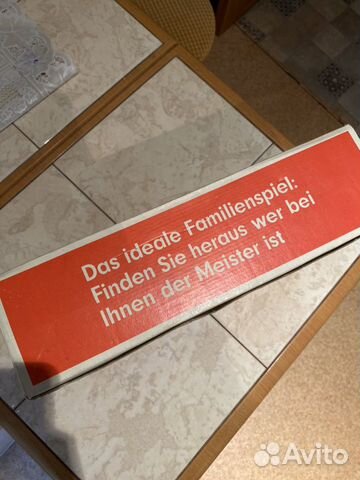 Das ideale Familienspiel:
Finden Sie heraus wer bei
Ihnen der Meister ist
Avito